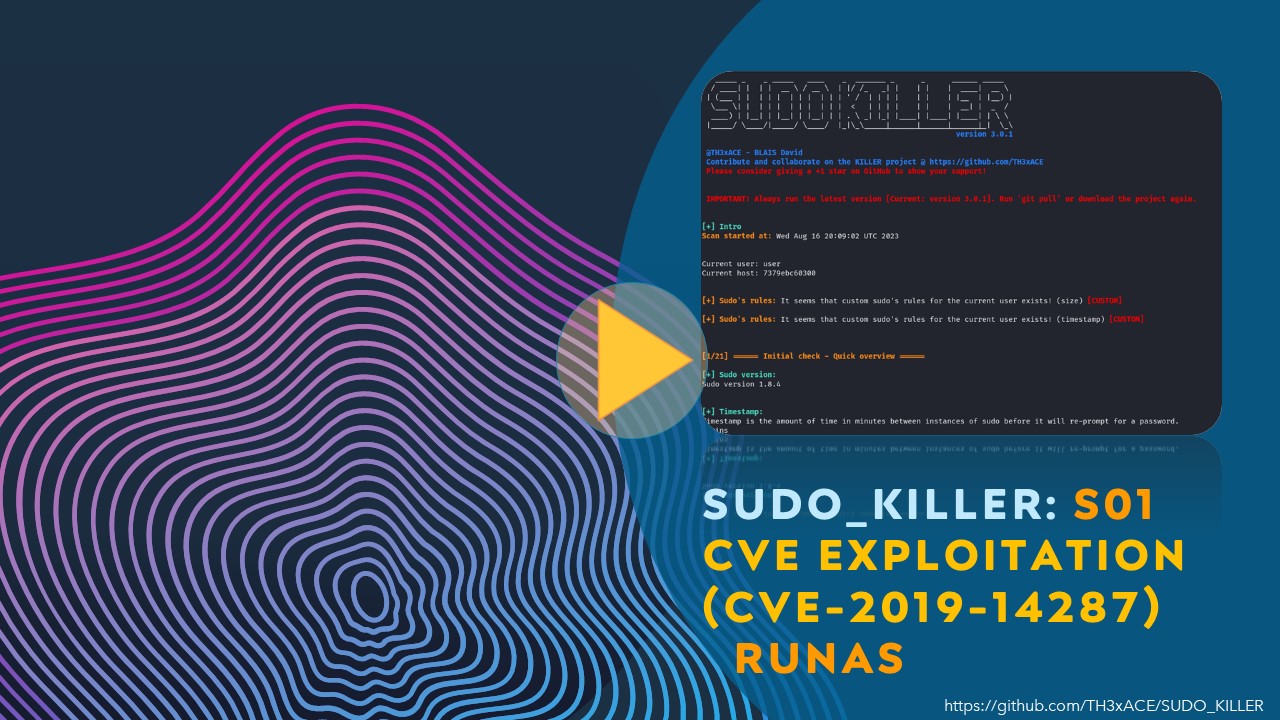 SUDOKILLER
version 3.0.1
@TH3xACE - BLAIS David
Contribute and collaborate on the KILLER project @ https://github.com/TH3xACE
Please consider giving a +1 star on GitHub to show your support!
IMPORTANT! Always run the latest version [Current: version 3.0.1]. Run 'git pull' or download the project again.
[+] Intro
Scan started at: Wed Aug 16 20:09:02 UTC 2023
Current user: user
Current host: 7379ebc60300
[+] Sudo's rules: It seems that custom sudo's rules for the current user exists! (size) [CUSTOM]
[+] Sudo's rules: It seems that custom sudo's rules for the current user exists! (timestamp) [CUSTOM]
[1/21] ====== Initial check - Quick overview ======
[+] Sudo version:
Sudo version 1.8.4
[+] Timestamp:
Timestamp is the amount of time in minutes between instances of sudo before it will re-prompt for a password.
SUDO_KILLER: S01
CVE EXPLOITATION
(CVE-2019-14287)
RUNAS
https://github.com/TH3xACE/SUDO_KILLER